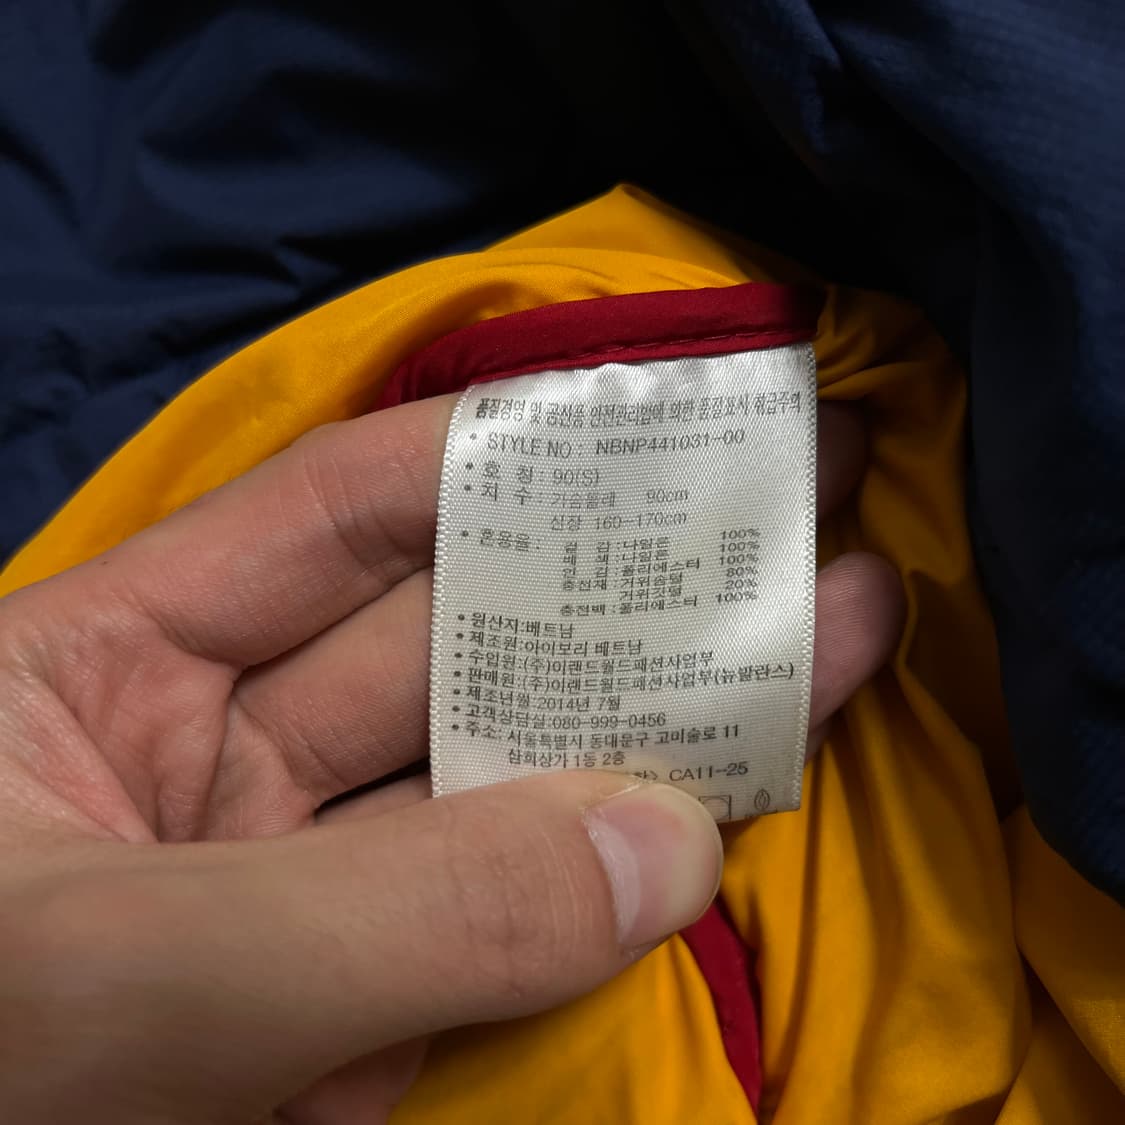 품질경영 및 공산품 안전관리법에 의한 품질표시 취급주의
• STYLE NO : NBNP441031-00
• 호 칭 : 90(S)
• 치 수 : 가슴둘레 90cm
신장 160-170cm
• 혼용율 : 겉 감 : 나일론 100%
배 색 : 나일론 100%
안 감 : 폴리에스터 100%
충전재 : 거위솜털 80%
거위깃털 20%
충전백 : 폴리에스터 100%
• 원산지:베트남
• 제조원:아이보리 베트남
• 수입원:(주)이랜드월드패션사업부
• 판매원:(주)이랜드월드패션사업부(뉴발란스)
• 제조년월:2014년 7월
• 고객상담실:080-999-0456
• 주소: 서울특별시 동대문구 고미술로 11
삼희상가 1동 2층
CA11-25